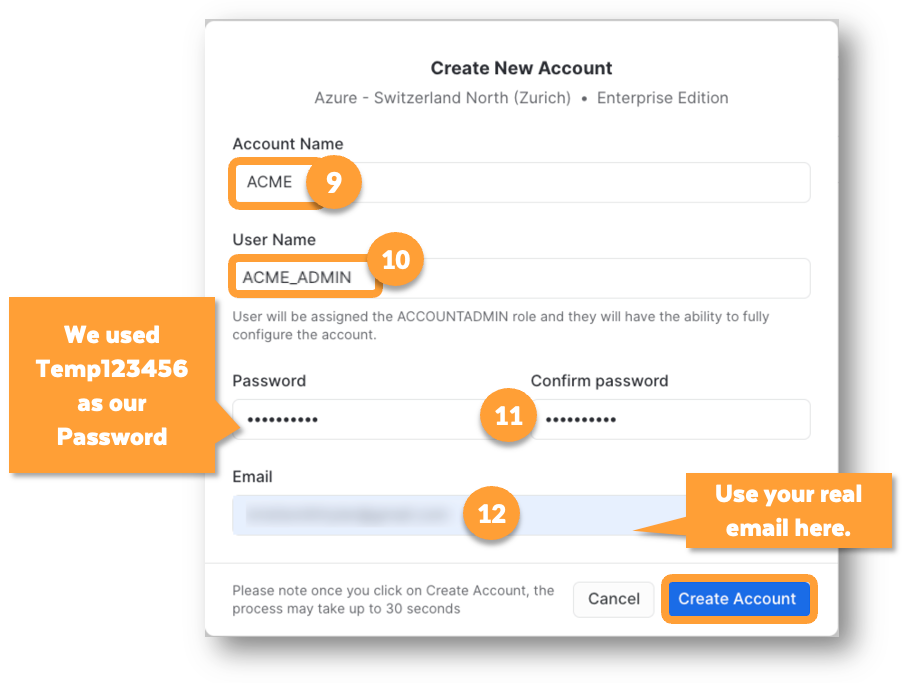 Create New Account
Azure - Switzerland North (Zurich) • Enterprise Edition
Account Name
ACME
9
User Name
10
ACME_ADMIN
User will be assigned the ACCOUNTADMIN role and they will have the ability to fully
configure the account.
We used
Temp123456
as our
Password
Password
Confirm password
••••••••••
11
••••••••••
Email
12
Use your real
email here.
Please note once you click on Create Account, the
process may take up to 30 seconds
Cancel
Create Account